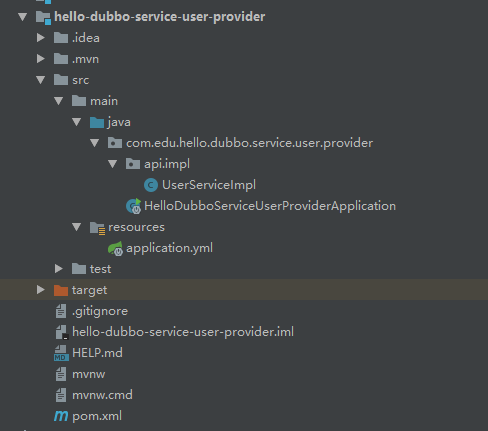 hello-dubbo-service-user-provider
.idea
.mvn
src
main
java
com.edu.hello.dubbo.service.user.provider
api.impl
UserServiceImpl
HelloDubboServiceUserProviderApplication
resources
application.yml
test
target
.gitignore
hello-dubbo-service-user-provider.iml
HELP.md
mvnw
mvnw.cmd
pom.xml